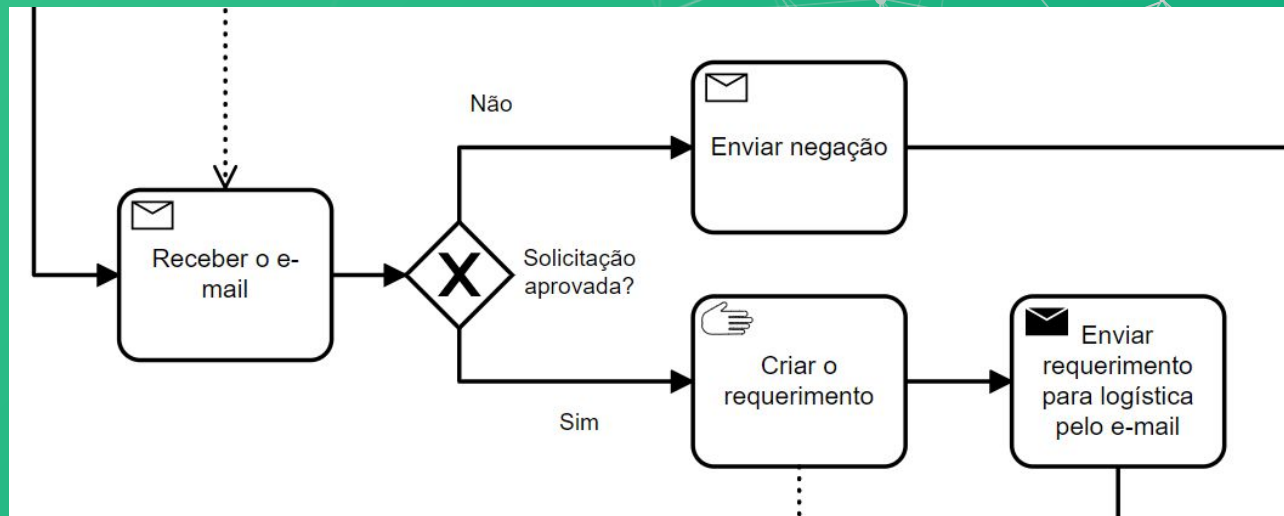 Não
Enviar negação
Receber o e-
mail
Solicitação
aprovada?
X
Criar o
requerimento
Enviar
requerimento
para logística
pelo e-mail
Sim